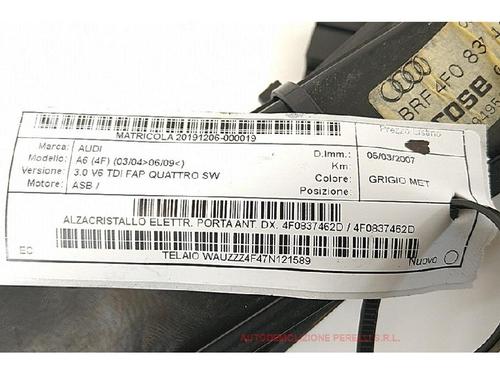 BRF 4F0 837 4
MATRICOLA 20191206-000019
Prezzo Listino
Marca: AUDI
D.Imm.: 05/03/2007
Modello: A6 (4F) (03/04>06/09<)
Km:
Versione: 3.0 V6 TDI FAP QUATTRO SW
Colore: GRIGIO MET
Motore: ASB /
Posizione:
ALZACRISTALLO ELETTR. PORTA ANT. DX. 4F0837462D / 4F0837462D
EC
TELAIO WAUZZZ4F47N121589
Nuovo
AUTODEMOLIZIONE PERELLI S.R.L.